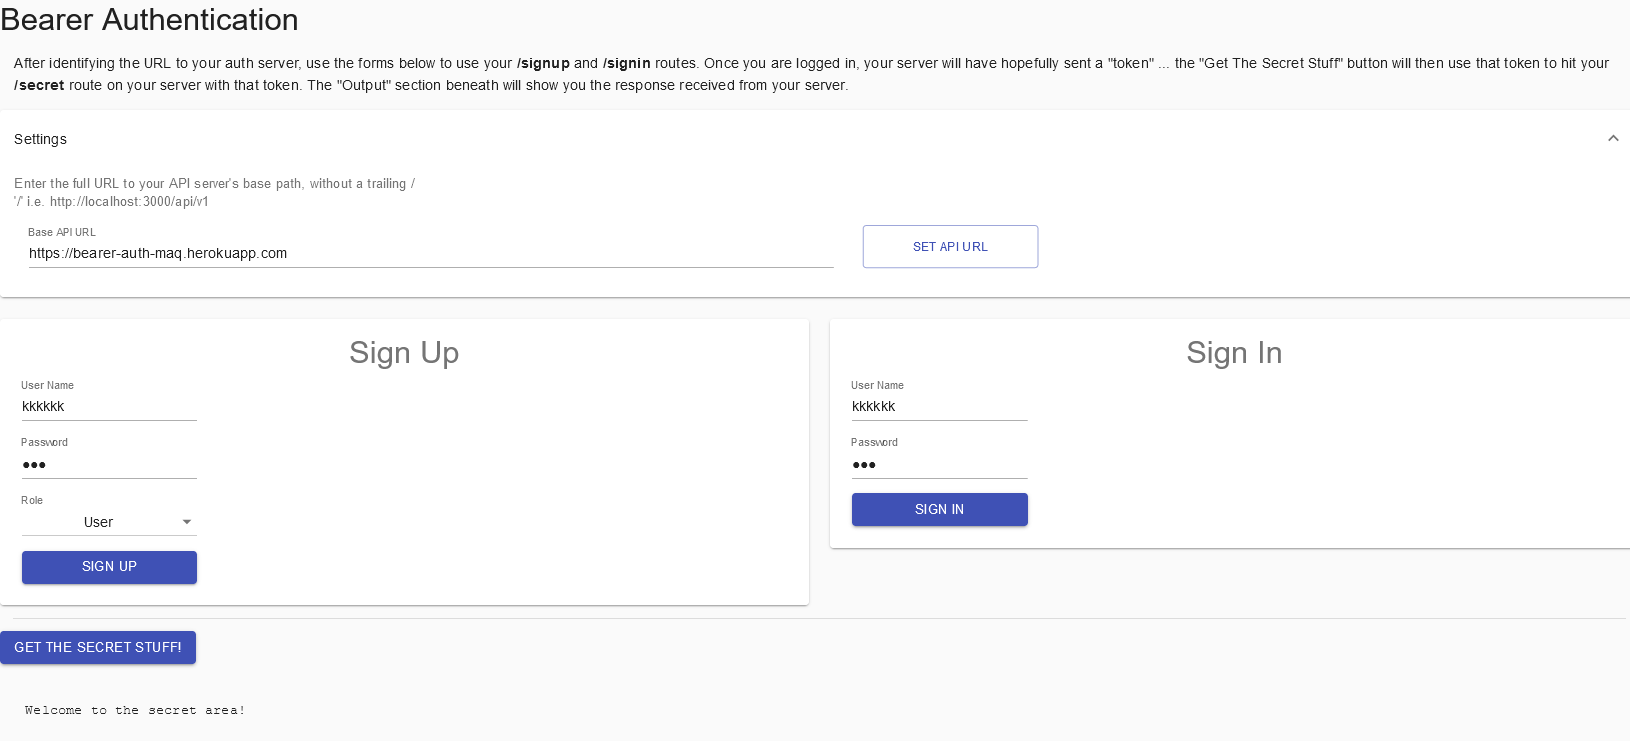 Bearer Authentication
After identifying the URL to your auth server, use the forms below to use your /signup and /signin routes. Once you are logged in, your server will have hopefully sent a "token" ... the "Get The Secret Stuff" button will then use that token to hit your
/secret route on your server with that token. The "Output" section beneath will show you the response received from your server.
Settings
Enter the full URL to your API server's base path, without a trailing /
'/' i.e. http://localhost:3000/api/v1
Base API URL
https://bearer-auth-maq.herokuapp.com
SET API URL
Sign Up
User Name
kkkkkk
Password
•••
Role
User
SIGN UP
Sign In
User Name
kkkkkk
Password
•••
SIGN IN
GET THE SECRET STUFF!
Welcome to the secret area!